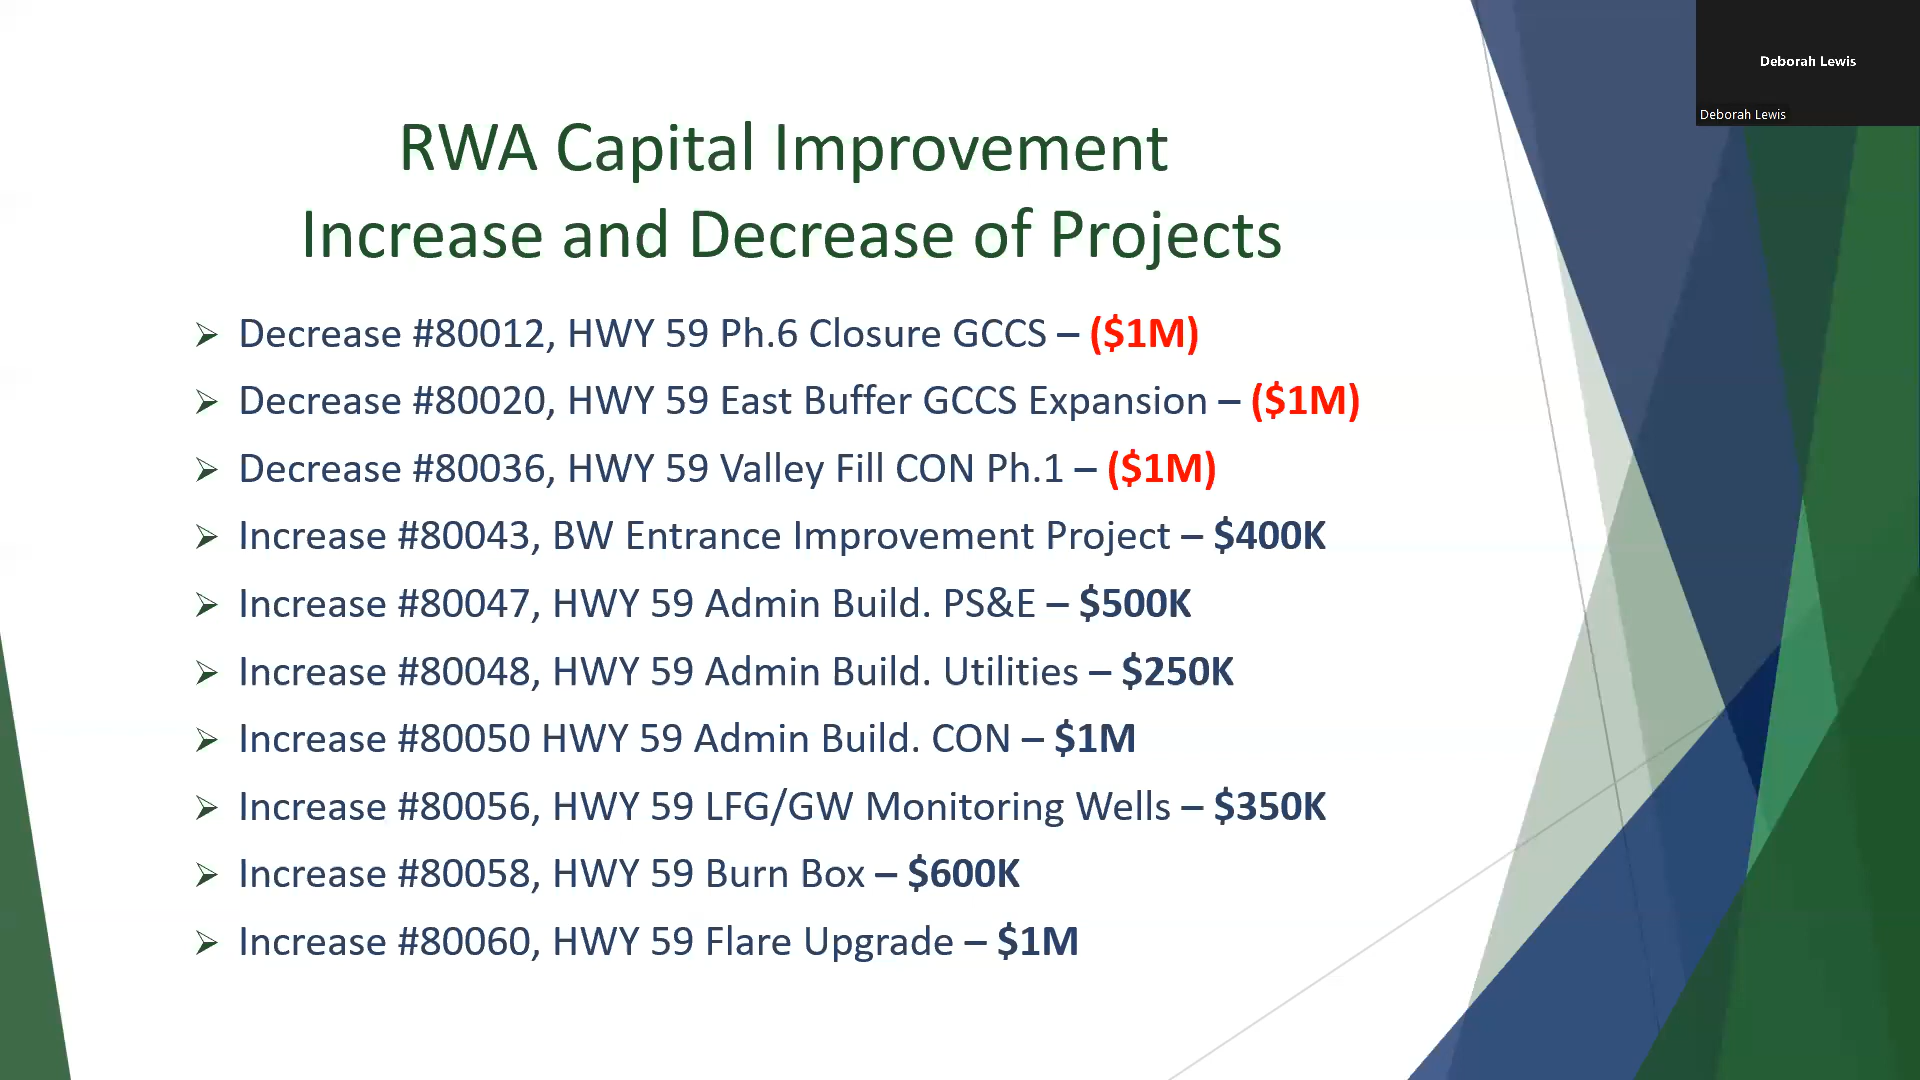 Deborah Lewis
Deborah Lewis
RWA Capital Improvement
Increase and Decrease of Projects
Decrease #80012, HWY 59 Ph.6 Closure GCCS – ($1M)
Decrease #80020, HWY 59 East Buffer GCCS Expansion – ($1M)
Decrease #80036, HWY 59 Valley Fill CON Ph.1 – ($1M)
Increase #80043, BW Entrance Improvement Project – $400K
Increase #80047, HWY 59 Admin Build. PS&E – $500K
Increase #80048, HWY 59 Admin Build. Utilities – $250K
Increase #80050 HWY 59 Admin Build. CON – $1M
Increase #80056, HWY 59 LFG/GW Monitoring Wells – $350K
Increase #80058, HWY 59 Burn Box – $600K
Increase #80060, HWY 59 Flare Upgrade – $1M